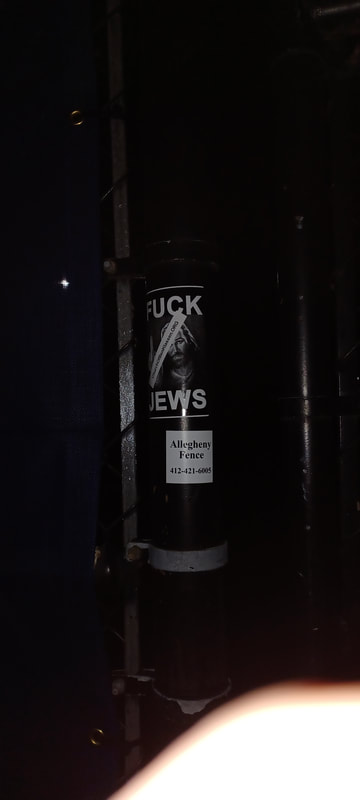 FUCK
JEWS
Allegheny
Fence
412-421-6005